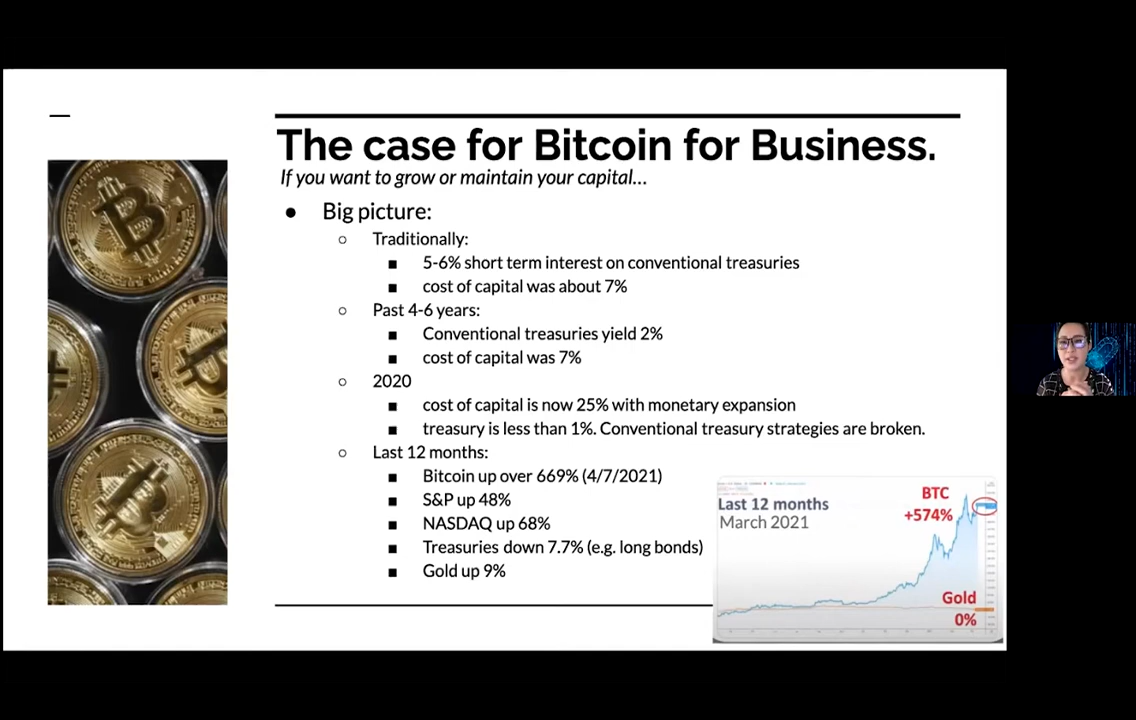 The case for Bitcoin for Business.
If you want to grow or maintain your capital...
● Big picture:
○ Traditionally:
■ 5-6% short term interest on conventional treasuries
■ cost of capital was about 7%
○ Past 4-6 years:
■ Conventional treasuries yield 2%
■ cost of capital was 7%
○ 2020
■ cost of capital is now 25% with monetary expansion
■ treasury is less than 1%. Conventional treasury strategies are broken.
○ Last 12 months:
■ Bitcoin up over 669% (4/7/2021)
■ S&P up 48%
■ NASDAQ up 68%
■ Treasuries down 7.7% (e.g. long bonds)
■ Gold up 9%
Last 12 months
March 2021
BTC
+574%
Gold
0%